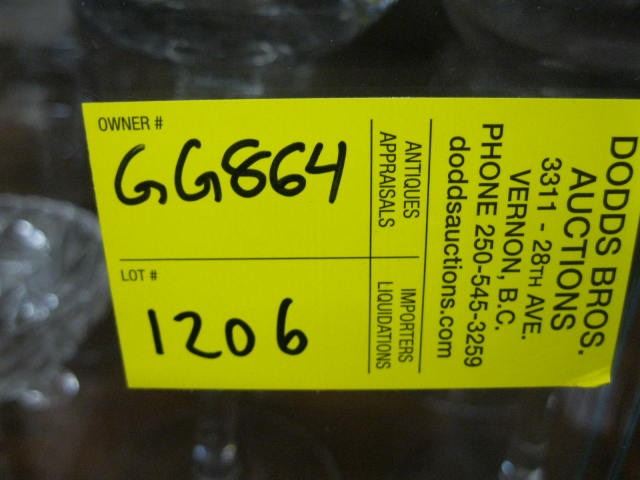 OWNER #
GG864
LOT #
1206
ANTIQUES
APPRAISALS
IMPORTERS
LIQUIDATIONS
DODDS BROS.
AUCTIONS
3311 - 28TH AVE.
VERNON, B.C.
PHONE 250-545-3259
doddsauctions.com